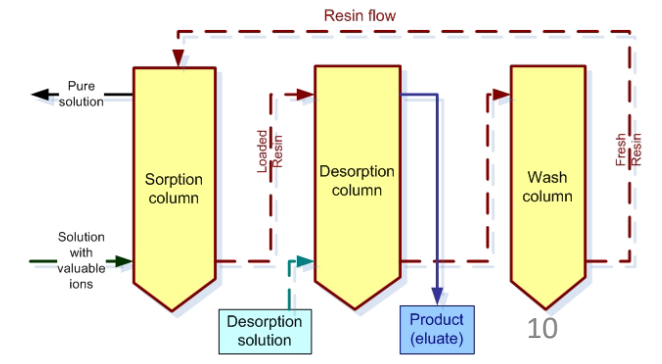 Resin flow
Pure
solution
Sorption
column
Loaded
Resin
Desorption
column
Wash
column
Fresh
Resin
Solution
with
valuable
ions
Desorption
solution
Product
(eluate)
10